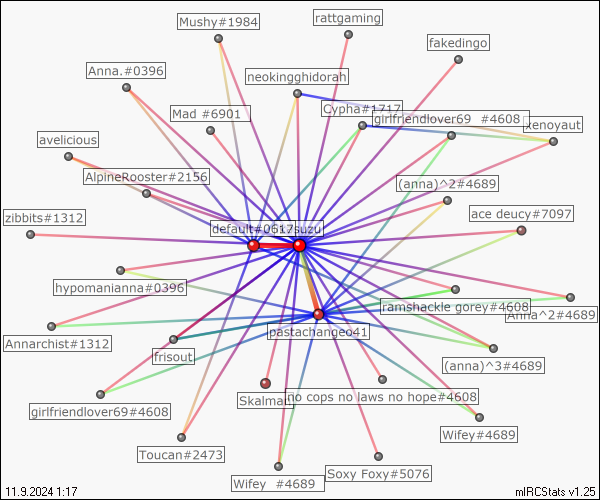 Mushy#1984
rattgaming
fakedingo
Anna.#0396
neokingghidorah
Mad #6901
Cypha#1717
girlfriendlover69 #4608
xenoyaut
avelicious
AlpineRooster#2156
(anna)^2#4689
zibbits#1312
default#0617
suzu
ace deucy#7097
hypomanianna#0396
ramshackle gorey#4608
Anna^2#4689
Annarchist#1312
pastachangeo41
frisout
(anna)^3#4689
Skalman
no cops no laws no hope#4608
girlfriendlover69#4608
Wifey#4689
Toucan#2473
Wifey #4689
Soxy Foxy#5076
11.9.2024 1:17
mIRCStats v1.25